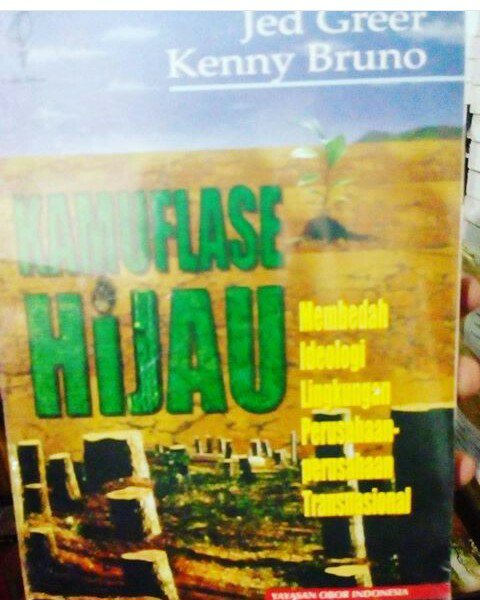 Jed Greer
Kenny Bruno
KAMUFLASE
HiJAU
Membedah
Ideologi
Lingkungan
Perusahaan-
perusahaan
Transnasional
YAYASAN OBOR INDONESIA